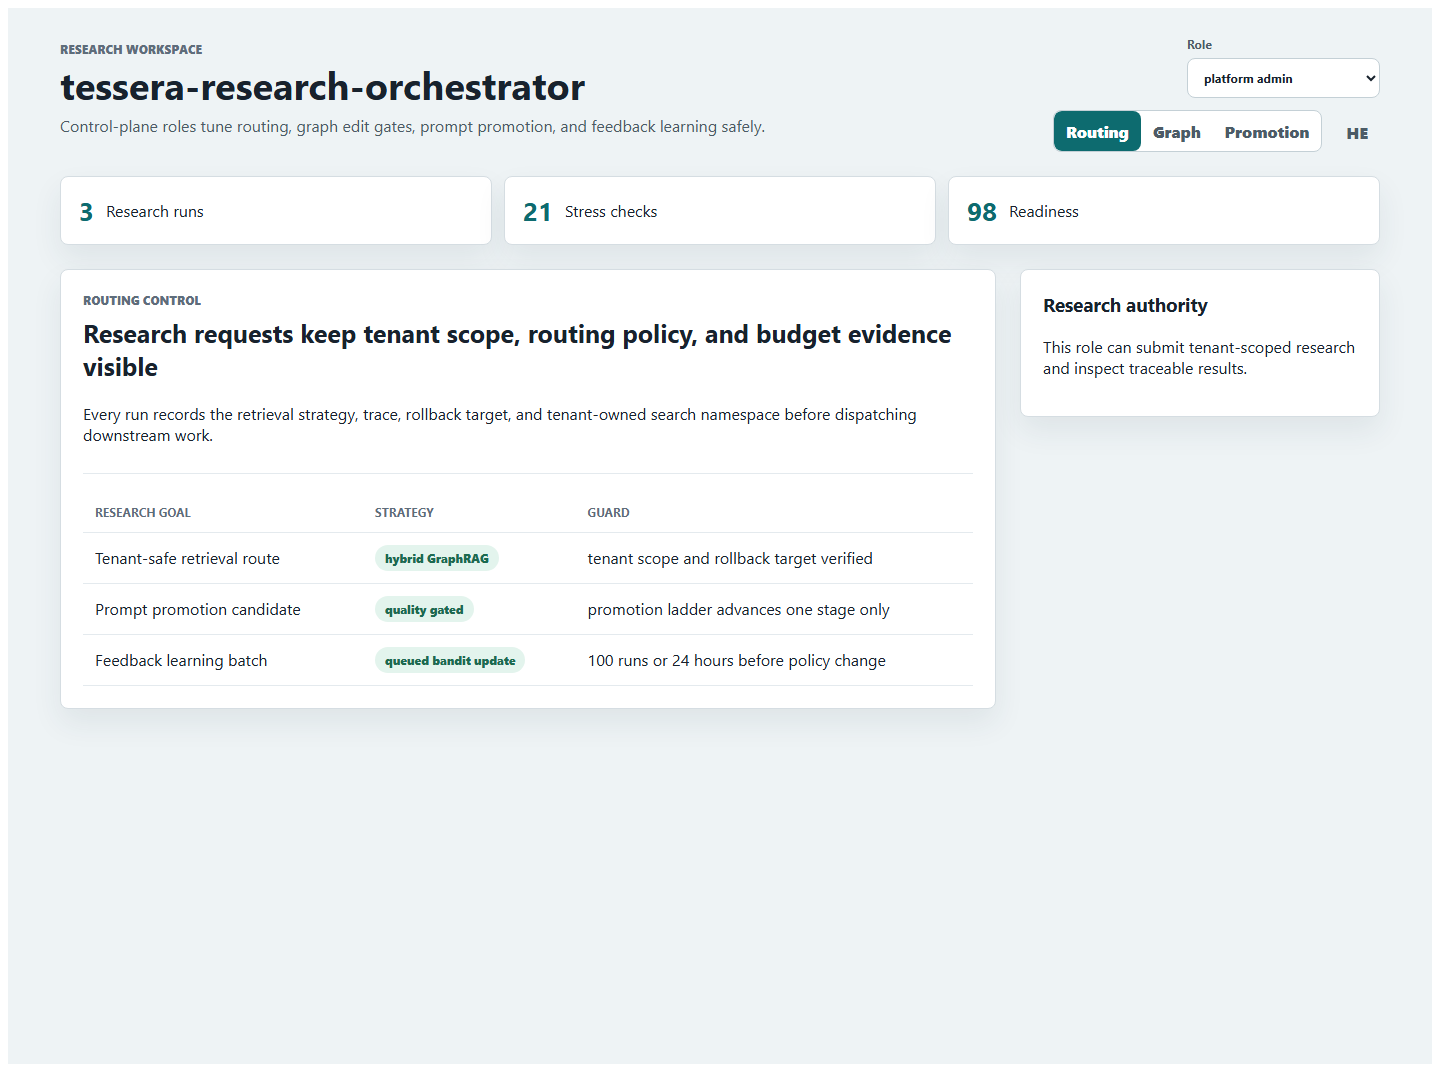 RESEARCH WORKSPACE
tessera-research-orchestrator
Control-plane roles tune routing, graph edit gates, prompt promotion, and feedback learning safely.
Role
platform admin
Routing Graph Promotion HE
3 Research runs
21 Stress checks
98 Readiness
ROUTING CONTROL
Research requests keep tenant scope, routing policy, and budget evidence
visible
Every run records the retrieval strategy, trace, rollback target, and tenant-owned search namespace before dispatching
downstream work.
RESEARCH GOAL STRATEGY GUARD
Tenant-safe retrieval route hybrid GraphRAG tenant scope and rollback target verified
Prompt promotion candidate quality gated promotion ladder advances one stage only
Feedback learning batch queued bandit update 100 runs or 24 hours before policy change
Research authority
This role can submit tenant-scoped research
and inspect traceable results.